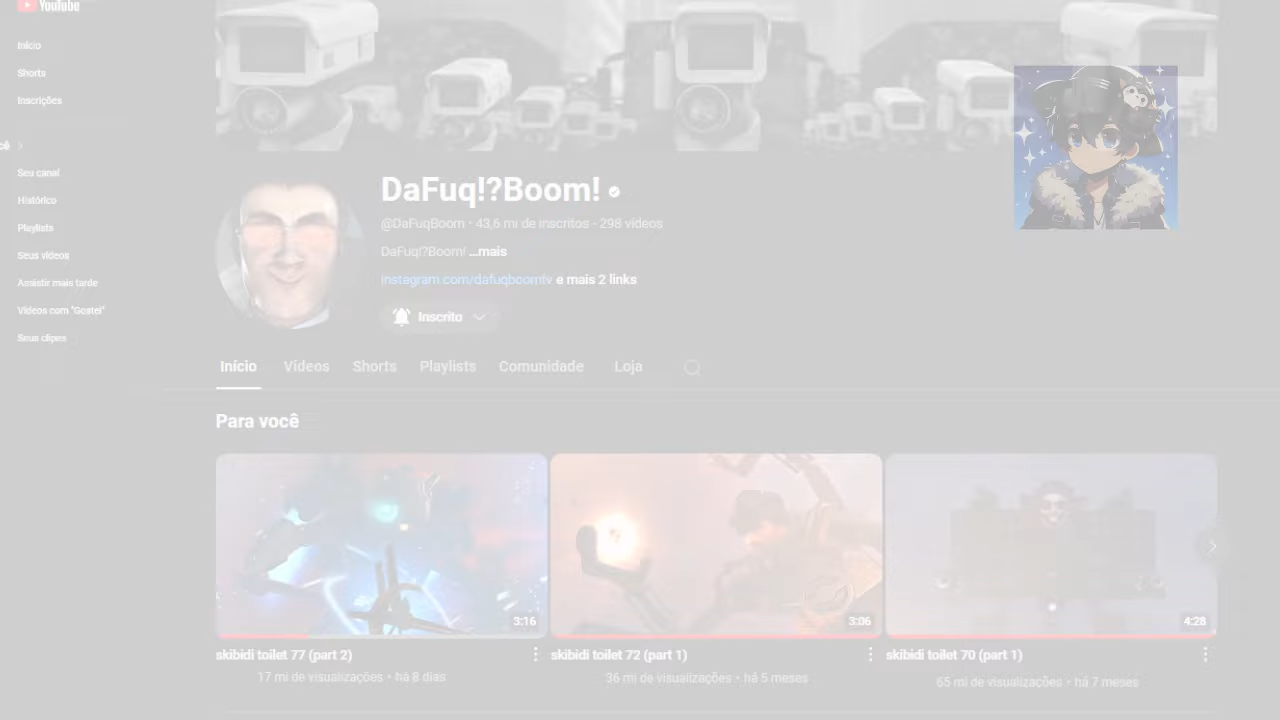 YouTube
Início
Shorts
Inscrições
cê >
Seu canal
Histórico
Playlists
Seus vídeos
Assistir mais tarde
Vídeos com "Gostei"
Seus clipes
DaFuq!?Boom!
@DaFuqBoom • 43,6 mi de inscritos • 298 vídeos
DaFuq!?Boom! ...mais
instagram.com/dafuqboomtv e mais 2 links
Inscrito
Início Vídeos Shorts Playlists Comunidade Loja
Para você
3:16 3:06 4:28
skibidi toilet 77 (part 2) skibidi toilet 72 (part 1) skibidi toilet 70 (part 1)
17 mi de visualizações • há 8 dias 36 mi de visualizações • há 5 meses 65 mi de visualizações • há 7 meses